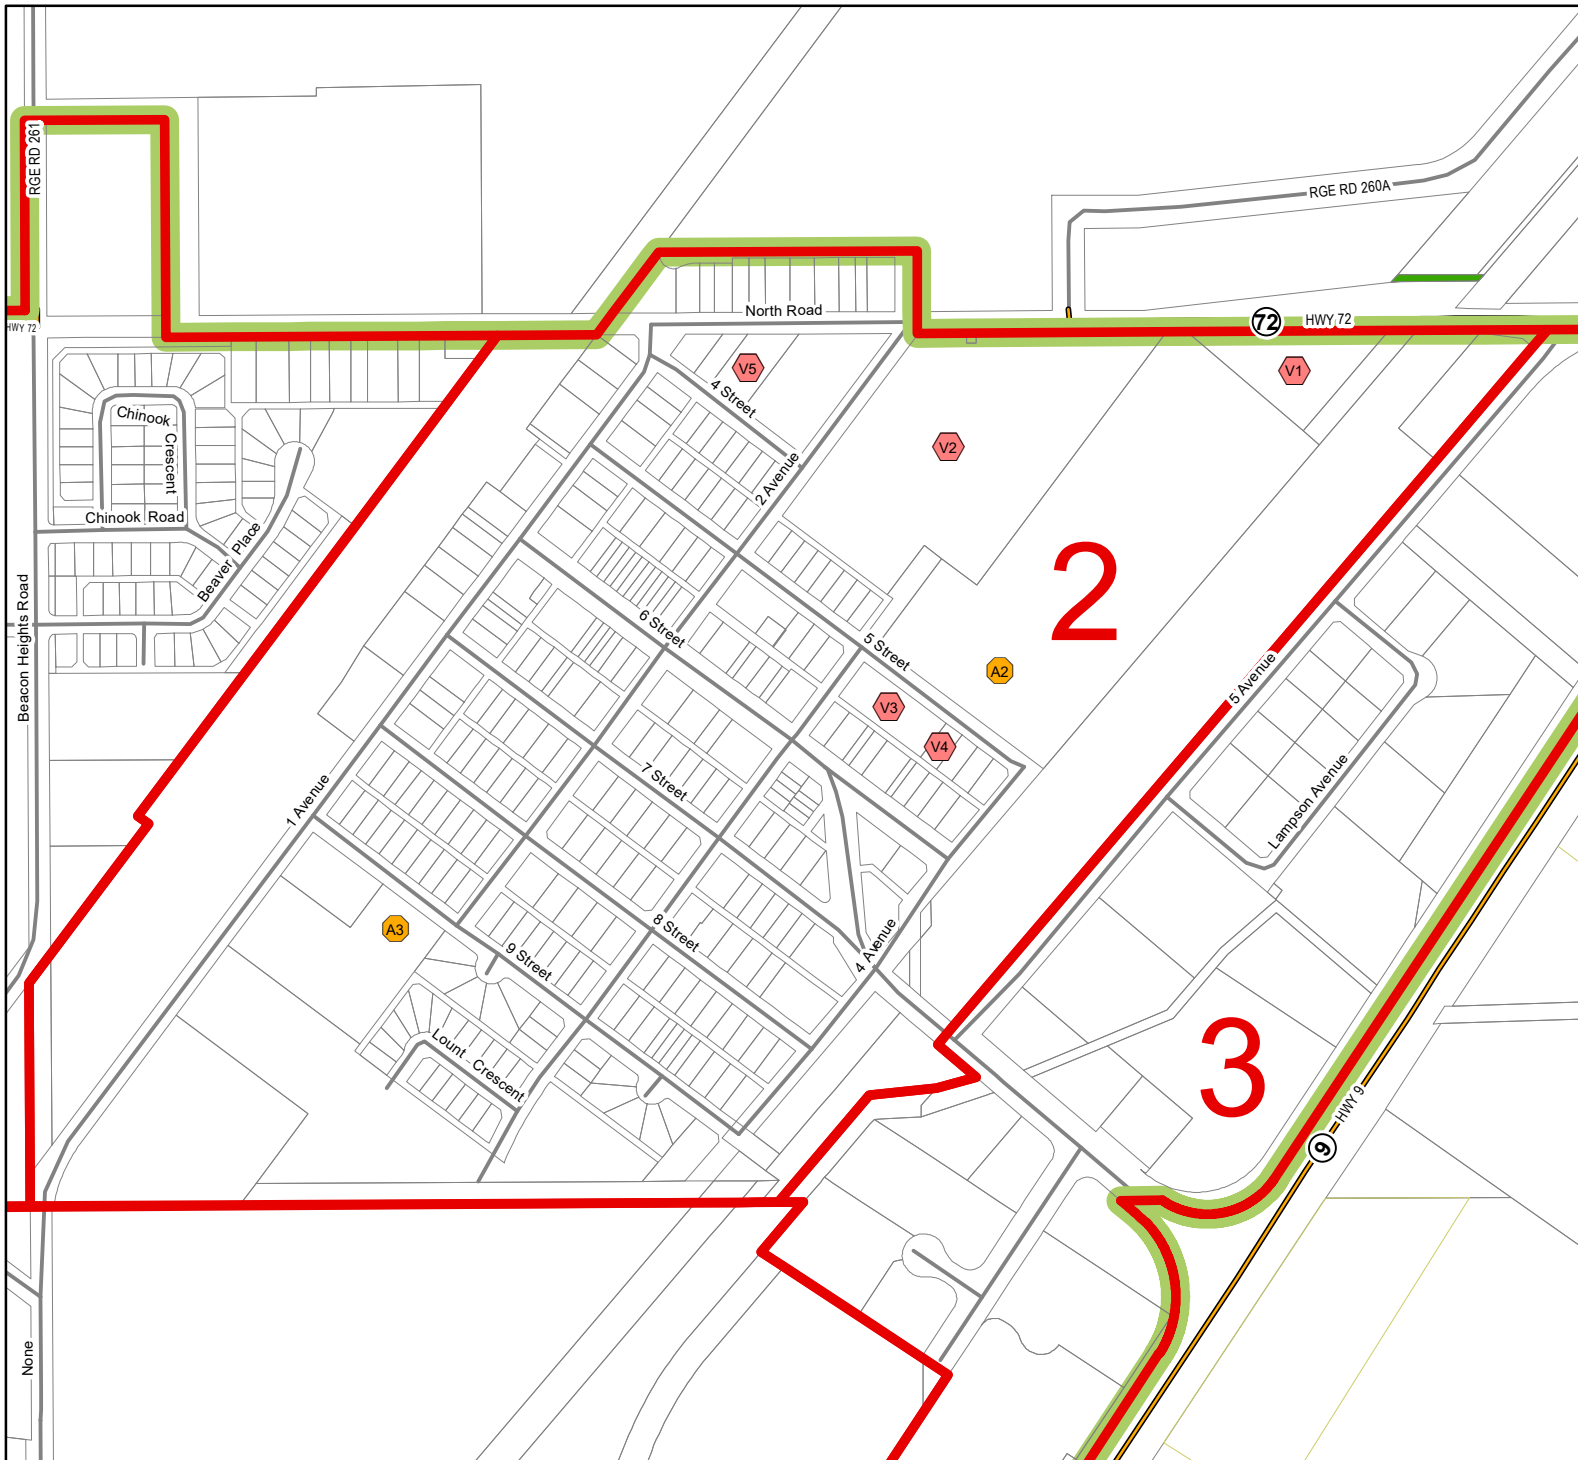 RGE RD 261
RGE RD 260A
HWY 72
North Road
72
HWY 72
V5
V1
4 Street
Chinook
Crescent
V2
2 Avenue
Chinook Road
Beaver Place
2
Beacon Heights Road
6 Street
5 Street
A2
5 Avenue
V3
V4
7 Street
1 Avenue
Lampson Avenue
A3
8 Street
9 Street
4 Avenue
Lount Crescent
3
HWY 9
9
None